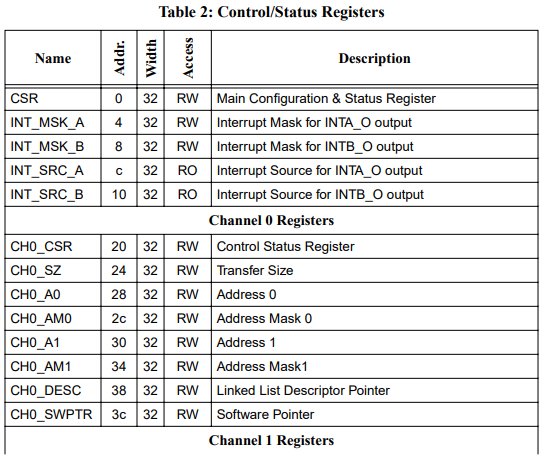 Table 2: Control/Status Registers
Name Addr. Width Access Description
CSR 0 32 RW Main Configuration & Status Register
INT_MSK_A 4 32 RW Interrupt Mask for INTA_O output
INT_MSK_B 8 32 RW Interrupt Mask for INTB_O output
INT_SRC_A c 32 RO Interrupt Source for INTA_O output
INT_SRC_B 10 32 RO Interrupt Source for INTB_O output
Channel 0 Registers
CH0_CSR 20 32 RW Control Status Register
CH0_SZ 24 32 RW Transfer Size
CH0_A0 28 32 RW Address 0
CH0_AM0 2c 32 RW Address Mask 0
CH0_A1 30 32 RW Address 1
CH0_AM1 34 32 RW Address Mask1
CH0_DESC 38 32 RW Linked List Descriptor Pointer
CH0_SWPTR 3c 32 RW Software Pointer
Channel 1 Registers